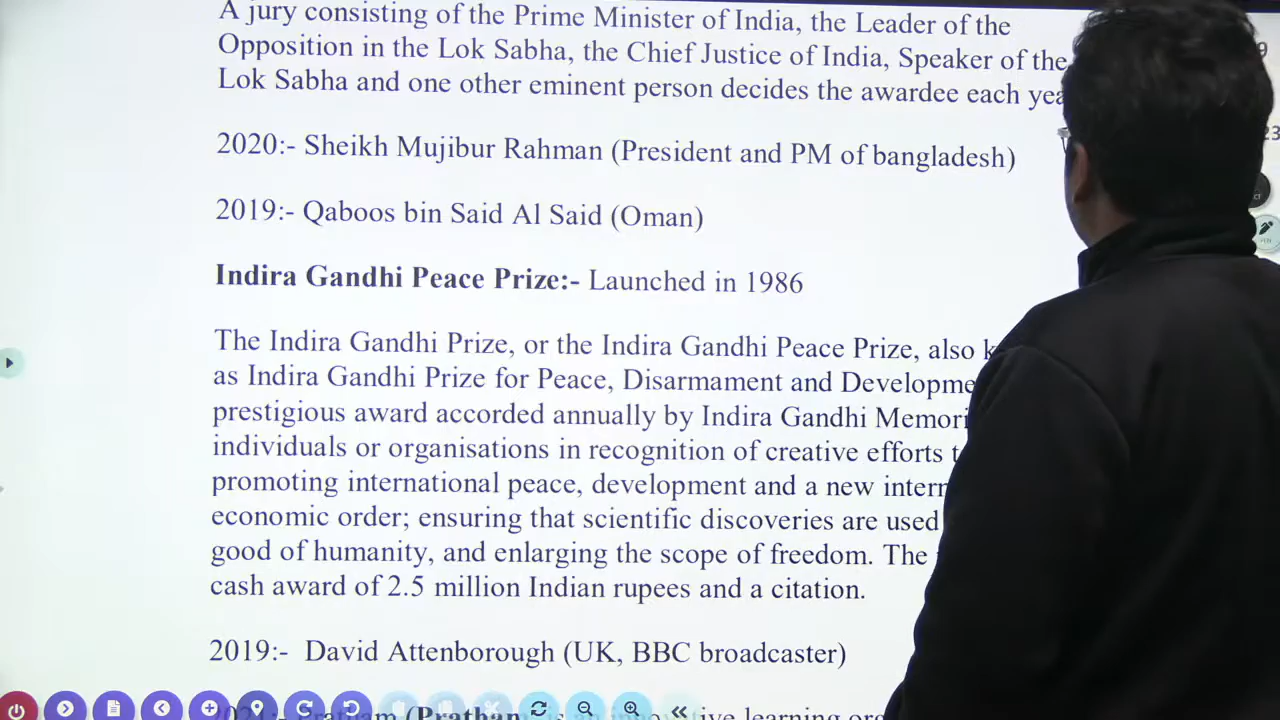 A jury consisting of the Prime Minister of India, the Leader of the
Opposition in the Lok Sabha, the Chief Justice of India, Speaker of the
Lok Sabha and one other eminent person decides the awardee each yea
2020:- Sheikh Mujibur Rahman (President and PM of bangladesh)
2019:- Qaboos bin Said Al Said (Oman)
Indira Gandhi Peace Prize:- Launched in 1986
The Indira Gandhi Prize, or the Indira Gandhi Peace Prize, also k
as Indira Gandhi Prize for Peace, Disarmament and Developme
prestigious award accorded annually by Indira Gandhi Memori
individuals or organisations in recognition of creative efforts t
promoting international peace, development and a new intern
economic order; ensuring that scientific discoveries are used
good of humanity, and enlarging the scope of freedom. The
cash award of 2.5 million Indian rupees and a citation.
2019:- David Attenborough (UK, BBC broadcaster)